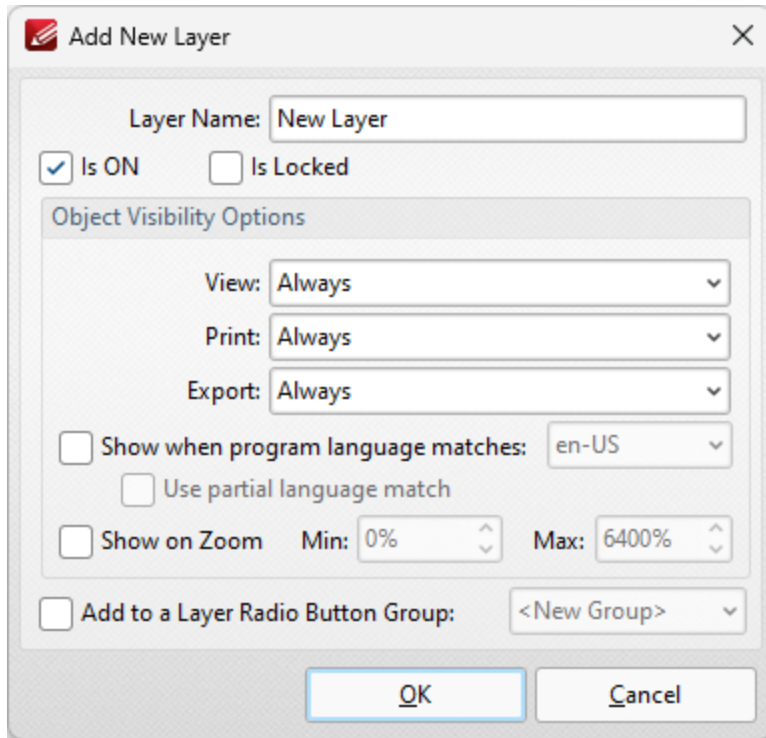 Add New Layer
Layer Name: New Layer
Is ON Is Locked
Object Visibility Options
View: Always
Print: Always
Export: Always
Show when program language matches: en-US
Use partial language match
Show on Zoom Min: 0% Max: 6400%
Add to a Layer Radio Button Group: <New Group>
OK Cancel